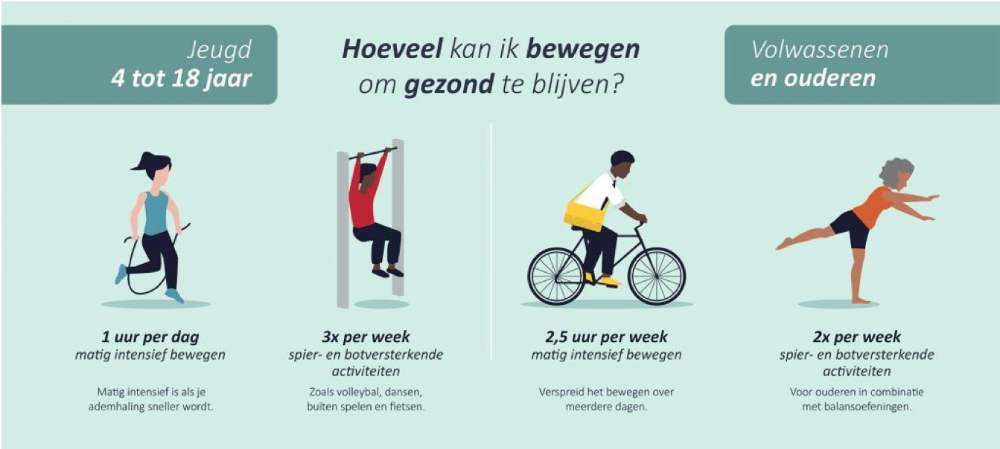 Jeugd
4 tot 18 jaar
Hoeveel kan ik bewegen
om gezond te blijven?
Volwassenen
en ouderen
1 uur per dag
matig intensief bewegen
Matig intensief is als je
ademhaling sneller wordt.
3x per week
spier- en botversterkende
activiteiten
Zoals volleybal, dansen,
buiten spelen en fietsen.
2,5 uur per week
matig intensief bewegen
Verspreid het bewegen over
meerdere dagen.
2x per week
spier- en botversterkende
activiteiten
Voor ouderen in combinatie
met balansoefeningen.